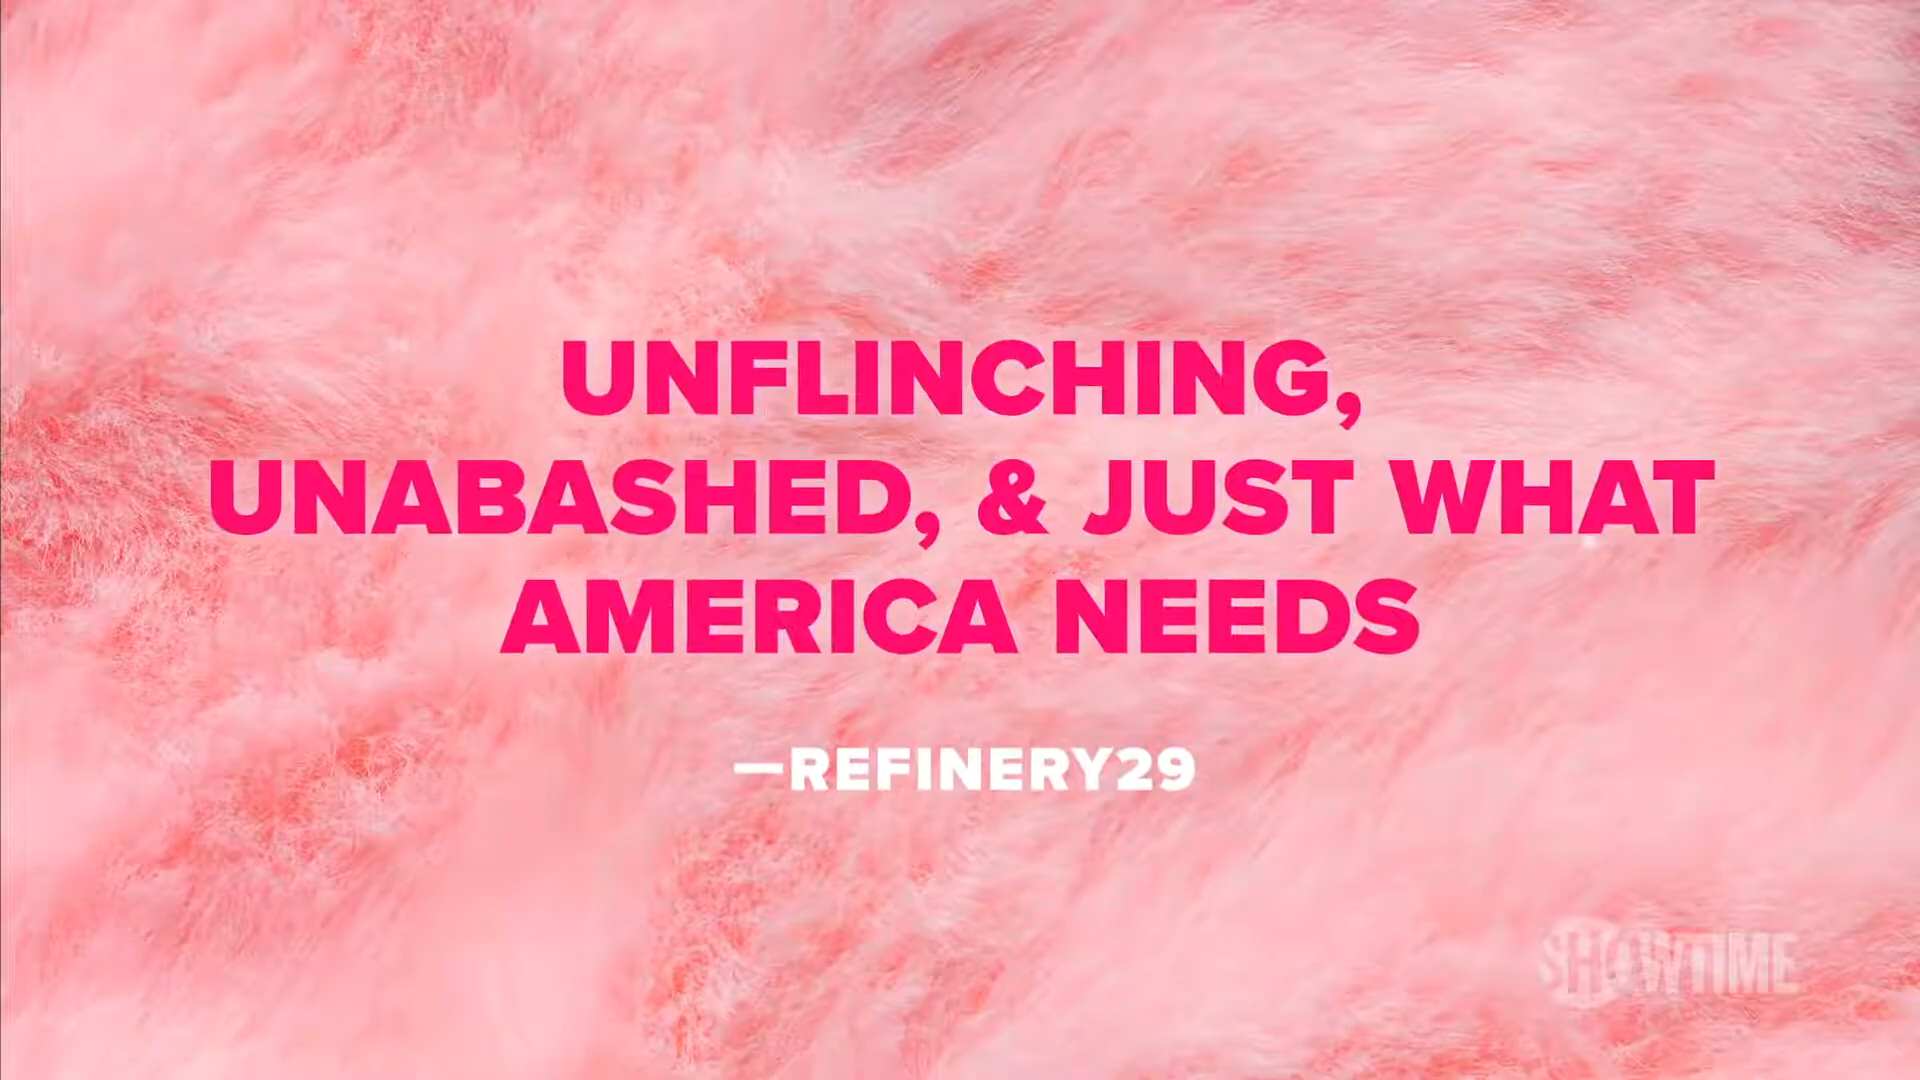 UNFLINCHING,
UNABASHED, & JUST WHAT
AMERICA NEEDS
—REFINERY29
SHOWTIME